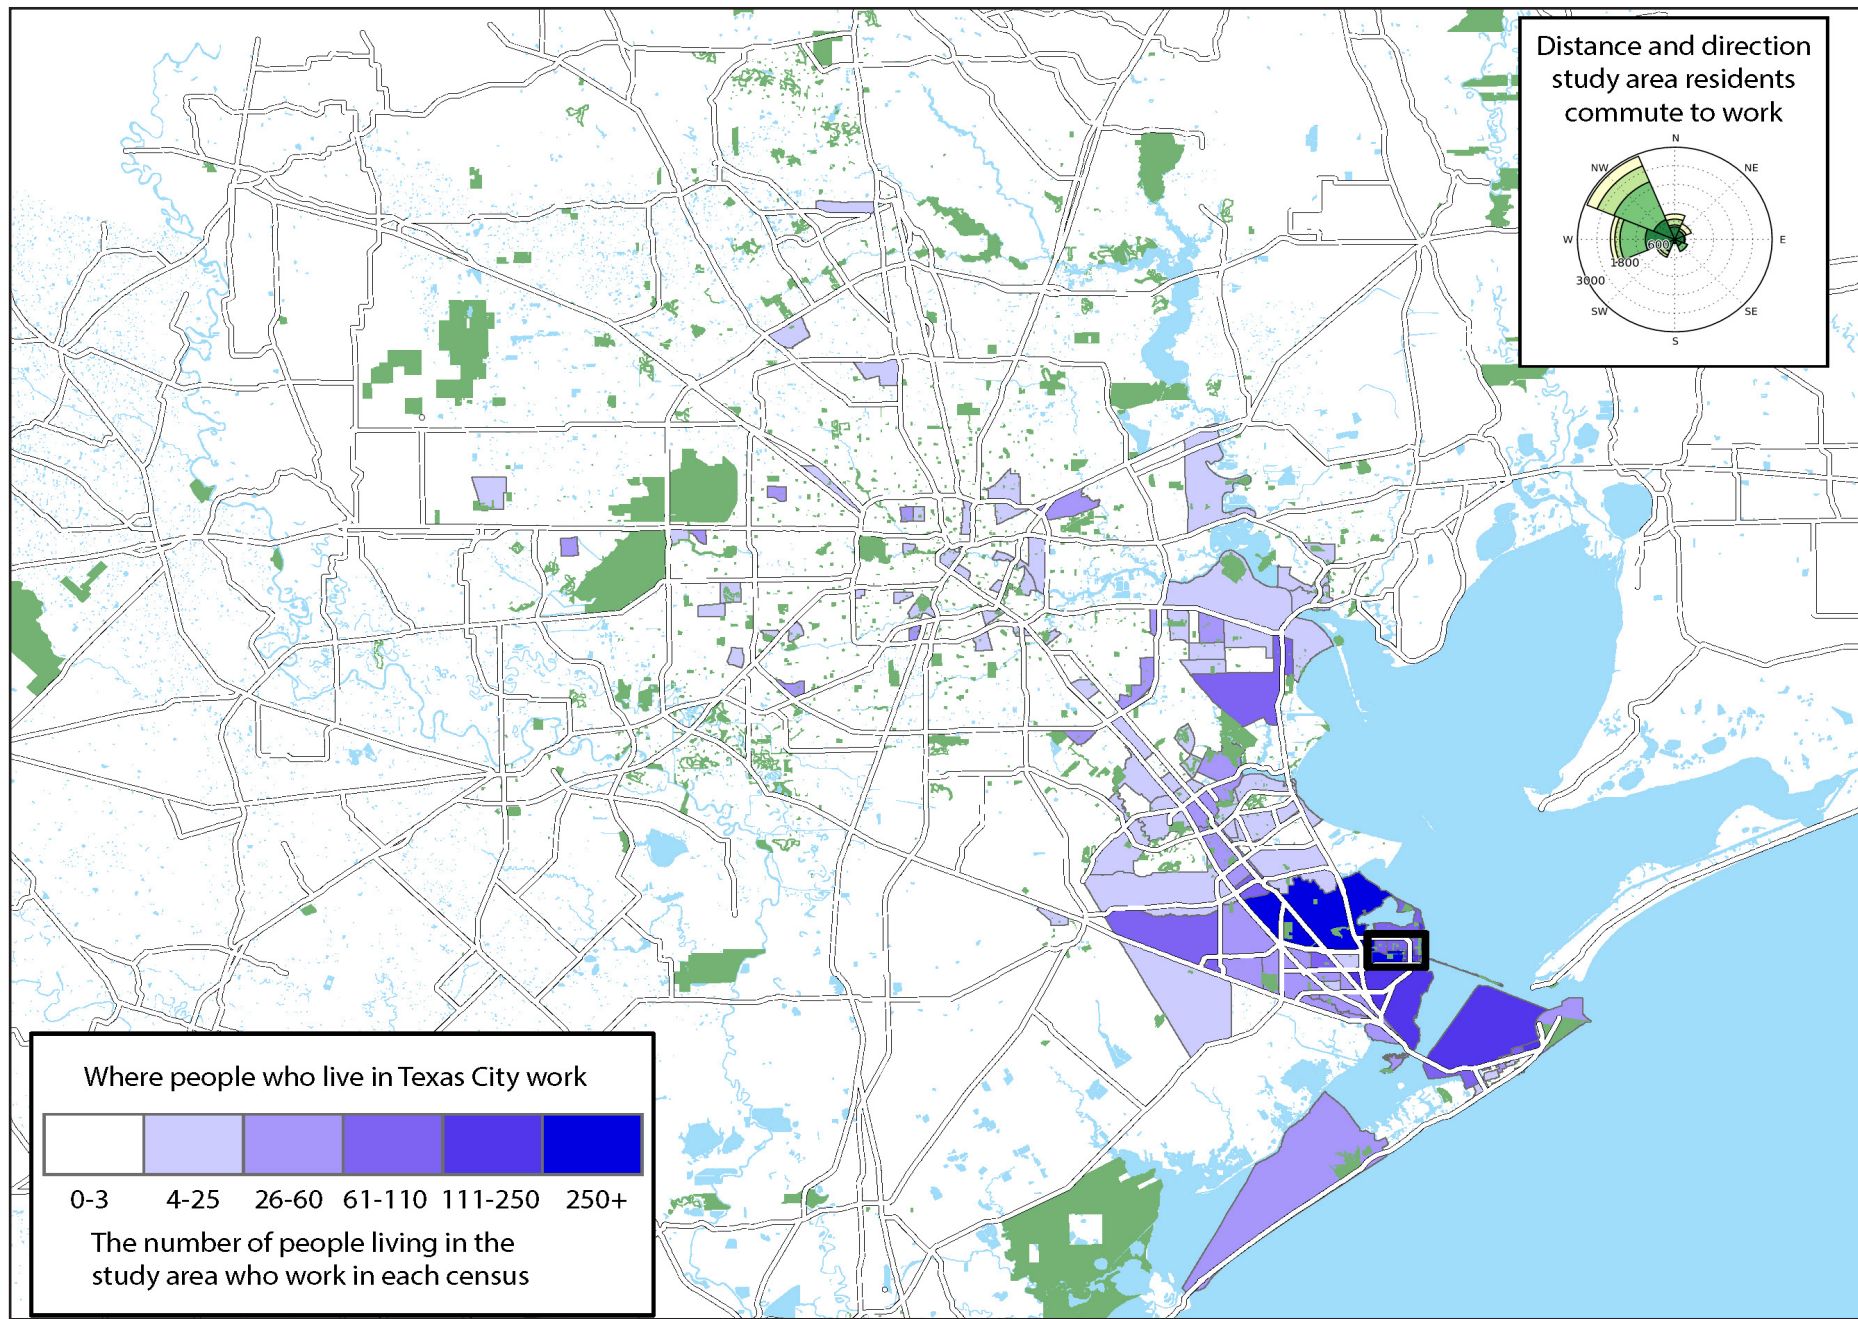 Distance and direction
study area residents
commute to work
N
NW
NE
W
600
E
1800
3000
SW
SE
S
Where people who live in Texas City work
0-3
4-25
26-60
61-110
111-250
250+
The number of people living in the
study area who work in each census